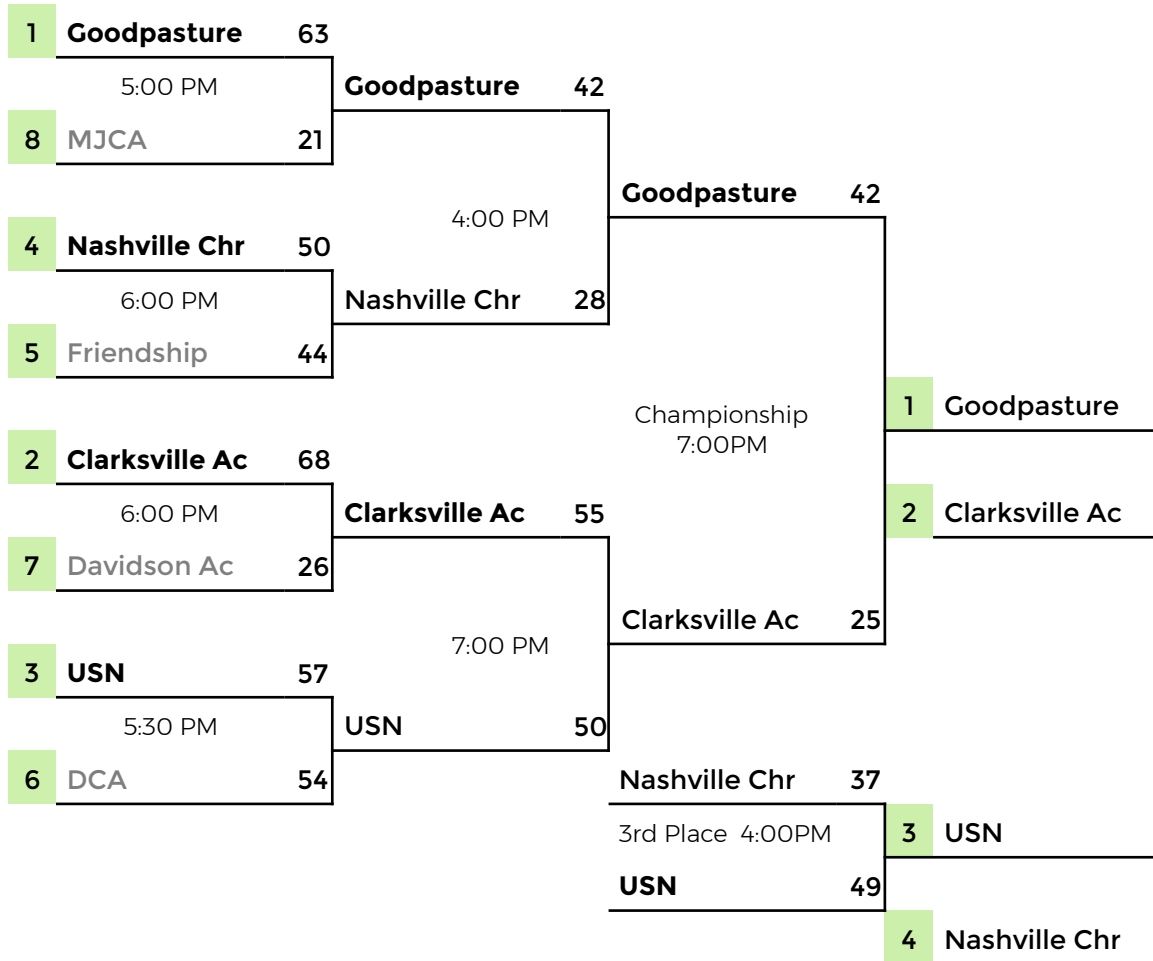 1 Goodpasture 63
5:00 PM
8 MJCA 21
Goodpasture 42
4 Nashville Chr 50
6:00 PM
5 Friendship 44
4:00 PM
Nashville Chr 28
Goodpasture 42
2 Clarksville Ac 68
6:00 PM
7 Davidson Ac 26
Clarksville Ac 55
3 USN 57
5:30 PM
6 DCA 54
7:00 PM
USN 50
Championship
7:00PM
Clarksville Ac 25
1 Goodpasture
2 Clarksville Ac
Nashville Chr 37
3rd Place 4:00PM
USN 49
3 USN
4 Nashville Chr